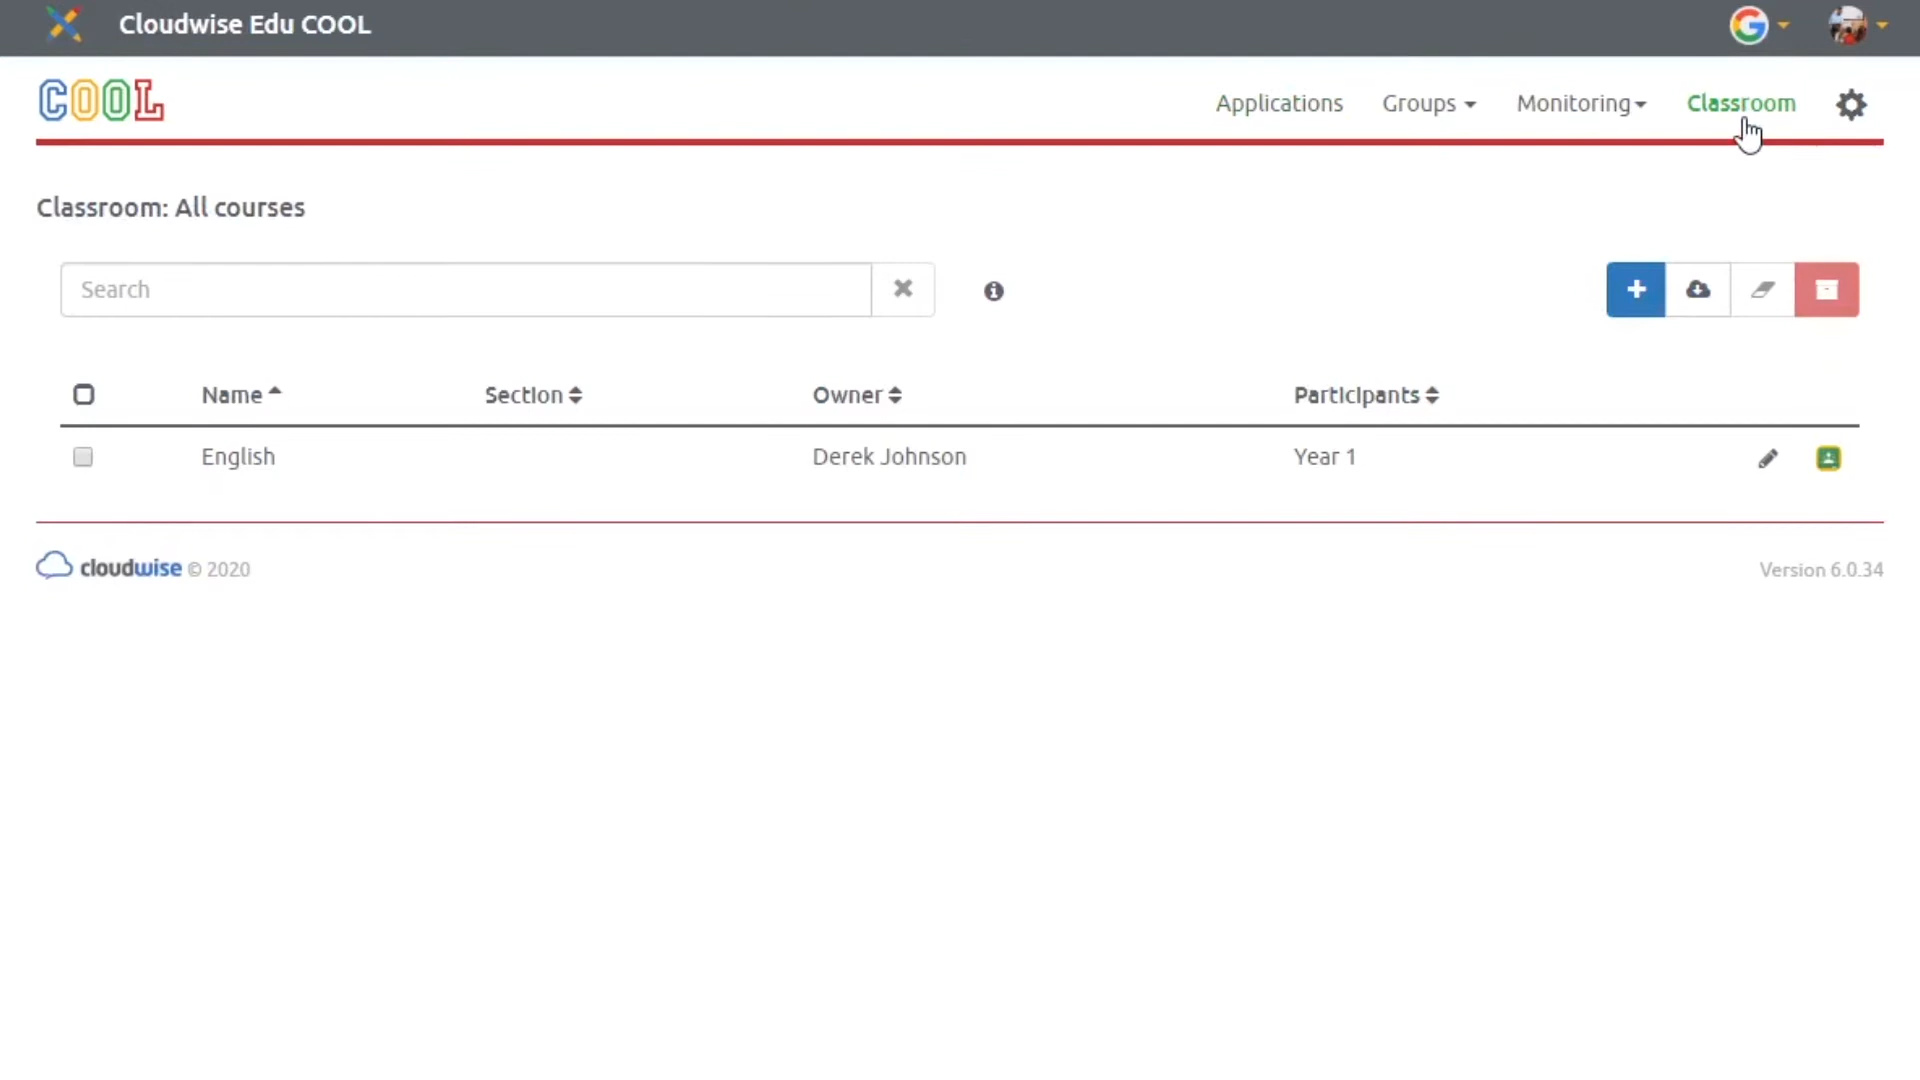 Cloudwise Edu COOL
COOL
Applications Groups Monitoring Classroom
Classroom: All courses
Search
Name Section Owner Participants
English Derek Johnson Year 1
cloudwise © 2020
Version 6.0.34